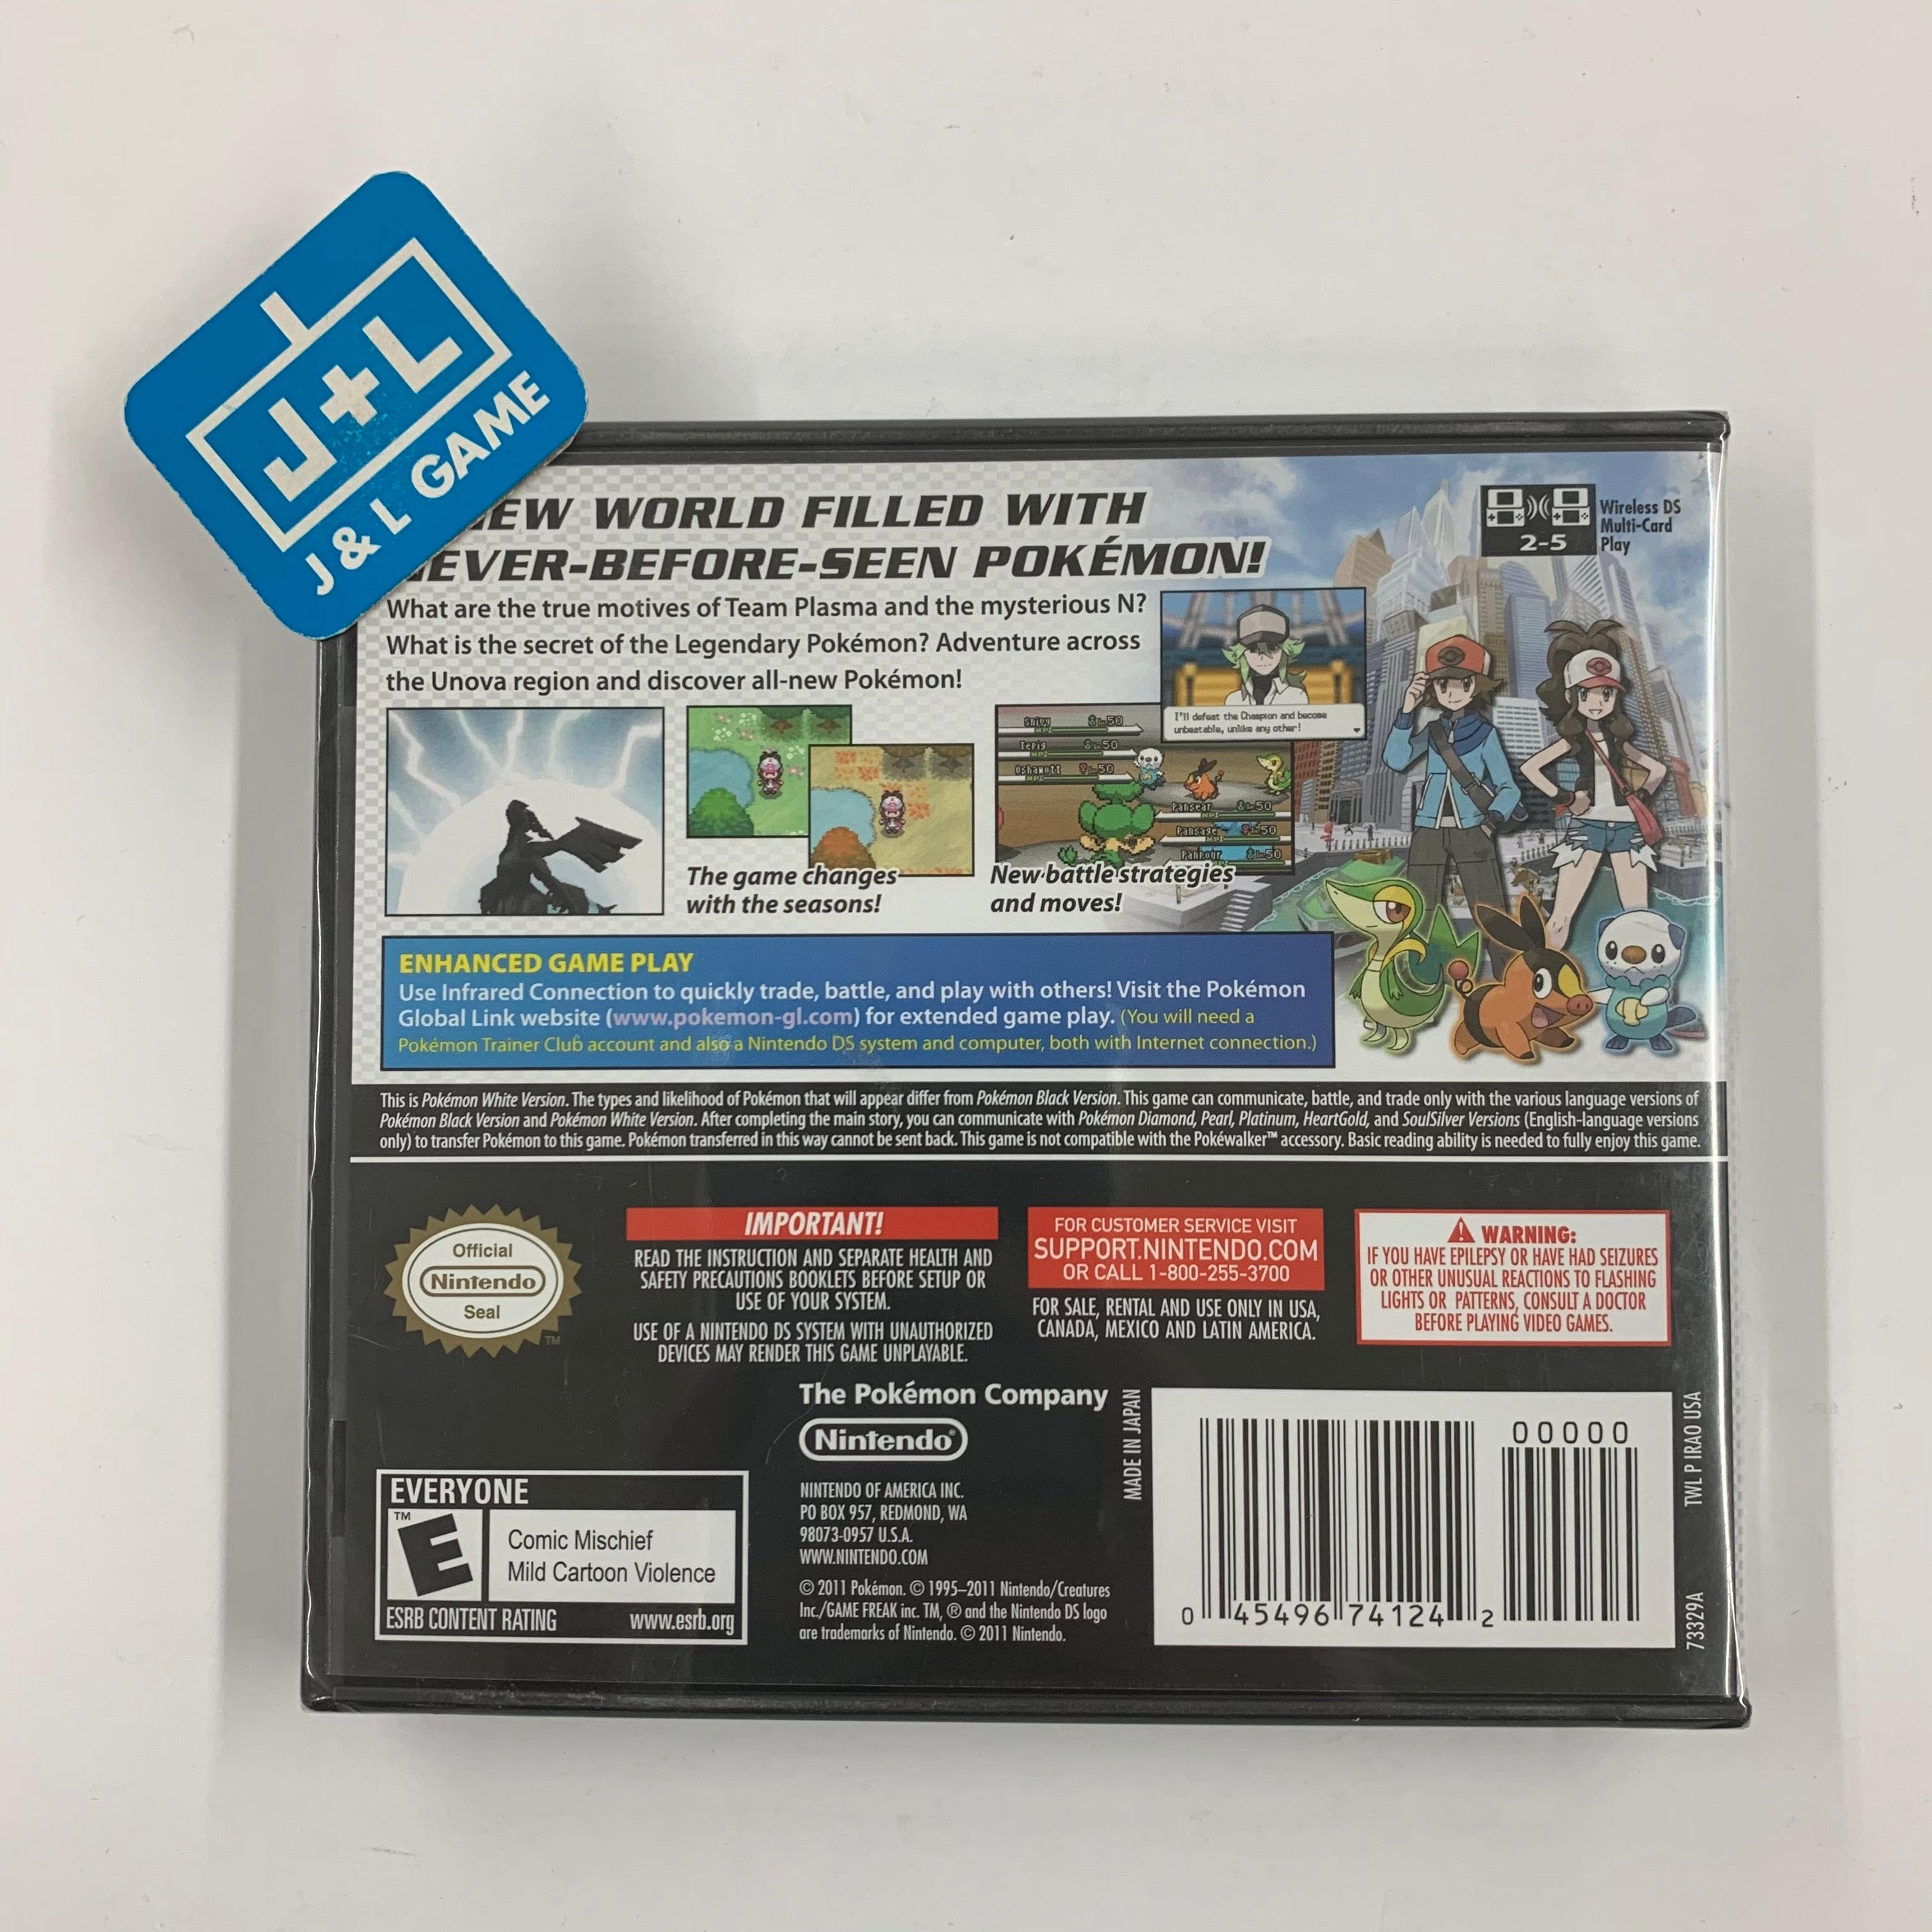 J+L
J & L GAME
NEW WORLD FILLED WITH
NEVER-BEFORE-SEEN POKÉMON!
What are the true motives of Team Plasma and the mysterious N?
What is the secret of the Legendary Pokémon? Adventure across
the Unova region and discover all-new Pokémon!
Wireless DS
Multi-Card
Play
2-5
I'll defeat the Champion and become
unbeatable, unlike any other!
Snivy Lv50
Tepig Lv50
Oshawott Lv50
Pansear Lv50
Pansage Lv50
Panpour Lv50
The game changes
with the seasons!
New battle strategies
and moves!
ENHANCED GAME PLAY
Use Infrared Connection to quickly trade, battle, and play with others! Visit the Pokémon
Global Link website (www.pokemon-gl.com) for extended game play. (You will need a
Pokémon Trainer Club account and also a Nintendo DS system and computer, both with Internet connection.)
This is Pokémon White Version. The types and likelihood of Pokémon that will appear differ from Pokémon Black Version. This game can communicate, battle, and trade only with the various language versions of
Pokémon Black Version and Pokémon White Version. After completing the main story, you can communicate with Pokémon Diamond, Pearl, Platinum, HeartGold, and SoulSilver Versions (English-language versions
only) to transfer Pokémon to this game. Pokémon transferred in this way cannot be sent back. This game is not compatible with the Pokéwalker™ accessory. Basic reading ability is needed to fully enjoy this game.
Official
Nintendo
Seal
TM
IMPORTANT!
READ THE INSTRUCTION AND SEPARATE HEALTH AND
SAFETY PRECAUTIONS BOOKLETS BEFORE SETUP OR
USE OF YOUR SYSTEM.
USE OF A NINTENDO DS SYSTEM WITH UNAUTHORIZED
DEVICES MAY RENDER THIS GAME UNPLAYABLE.
FOR CUSTOMER SERVICE VISIT
SUPPORT.NINTENDO.COM
OR CALL 1-800-255-3700
FOR SALE, RENTAL AND USE ONLY IN USA,
CANADA, MEXICO AND LATIN AMERICA.
WARNING:
IF YOU HAVE EPILEPSY OR HAVE HAD SEIZURES
OR OTHER UNUSUAL REACTIONS TO FLASHING
LIGHTS OR PATTERNS, CONSULT A DOCTOR
BEFORE PLAYING VIDEO GAMES.
The Pokémon Company
Nintendo®
NINTENDO OF AMERICA INC.
PO BOX 957, REDMOND, WA
98073-0957 U.S.A.
WWW.NINTENDO.COM
© 2011 Pokémon. © 1995–2011 Nintendo/Creatures
Inc./GAME FREAK inc. TM, ® and the Nintendo DS logo
are trademarks of Nintendo. © 2011 Nintendo.
EVERYONE
TM
E
Comic Mischief
Mild Cartoon Violence
ESRB CONTENT RATING www.esrb.org
MADE IN JAPAN
00000
0 45496 74124 2
TWL P IRAO USA
73329A